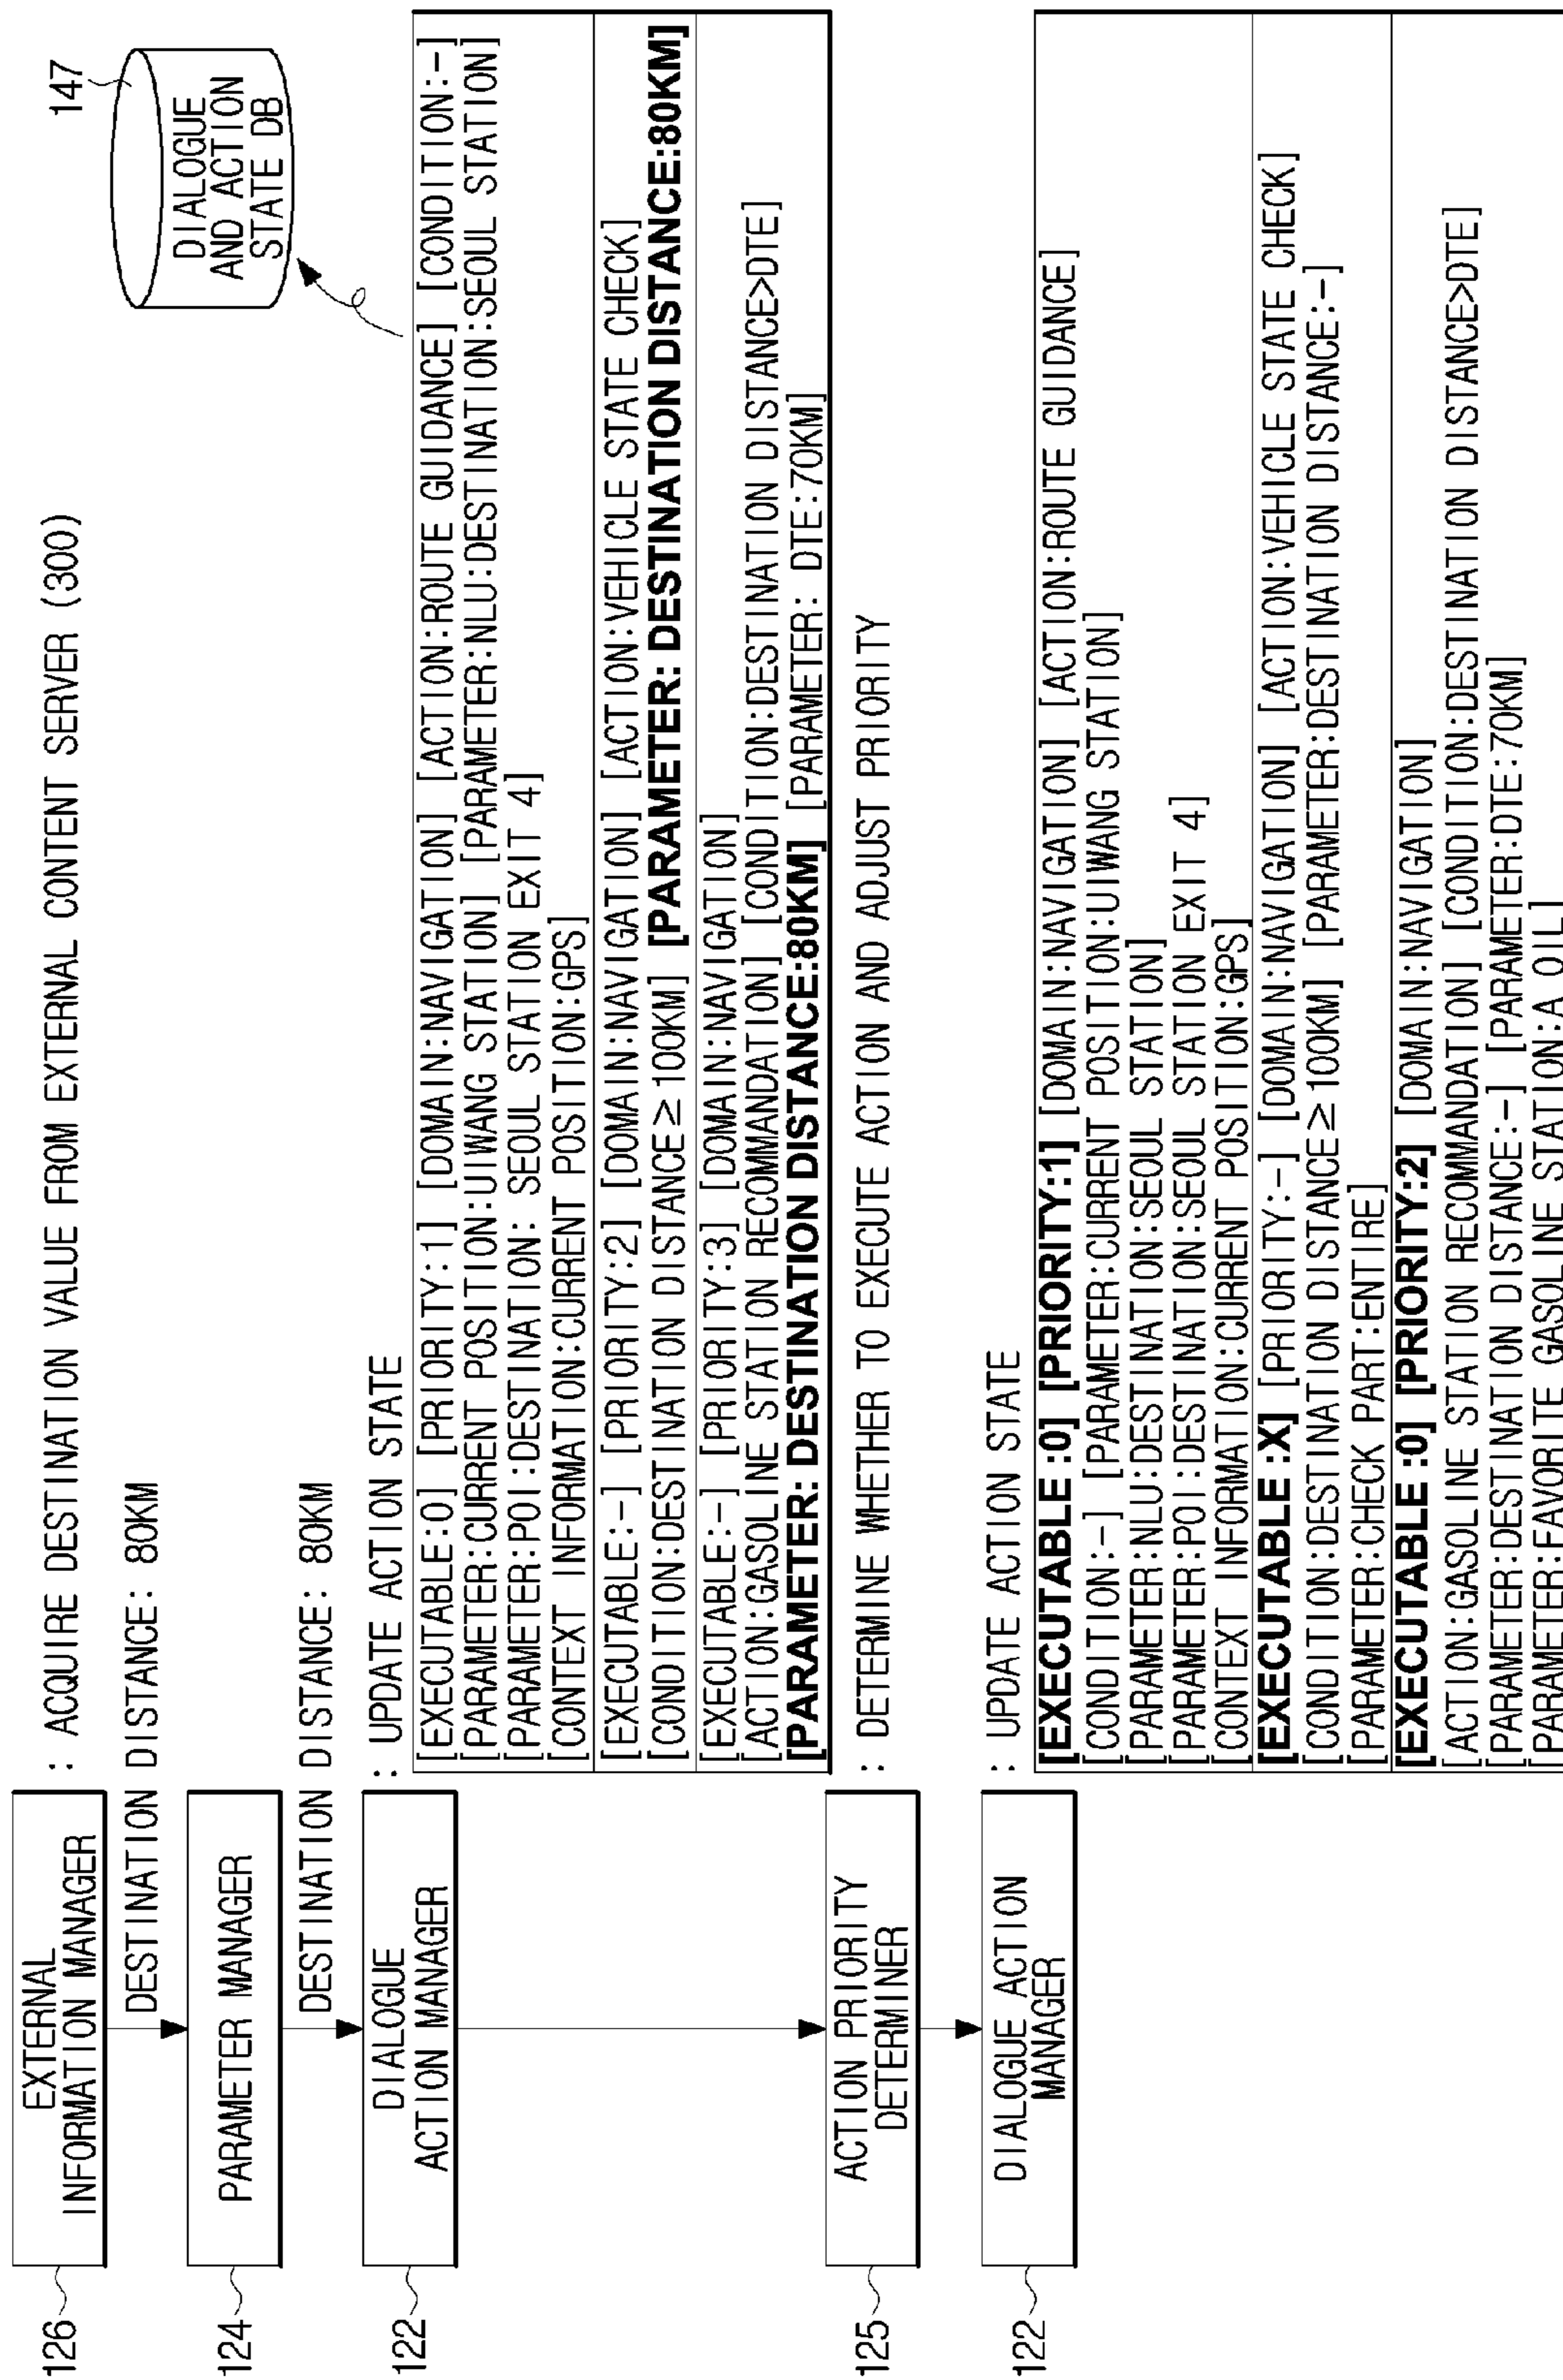 126
EXTERNAL
INFORMATION MANAGER
: ACQUIRE DESTINATION VALUE FROM EXTERNAL CONTENT SERVER (300)
DESTINATION DISTANCE: 80KM
124
PARAMETER MANAGER
DESTINATION DISTANCE: 80KM
122
DIALOGUE
ACTION MANAGER
: UPDATE ACTION STATE
147
DIALOGUE
AND ACTION
STATE DB
[EXECUTABLE:O] [PRIORITY:1] [DOMAIN:NAVIGATION] [ACTION:ROUTE GUIDANCE] [CONDITION:-]
[PARAMETER:CURRENT POSITION:UIWANG STATION] [PARAMETER:NLU:DESTINATION:SEOUL STATION]
[PARAMETER:POI:DESTINATION: SEOUL STATION EXIT 4]
[CONTEXT INFORMATION:CURRENT POSITION:GPS]
[EXECUTABLE:-] [PRIORITY:2] [DOMAIN:NAVIGATION] [ACTION:VEHICLE STATE CHECK]
[CONDITION:DESTINATION DISTANCE≥100KM] [PARAMETER: DESTINATION DISTANCE:80KM]
[EXECUTABLE:-] [PRIORITY:3] [DOMAIN:NAVIGATION]
[ACTION:GASOLINE STATION RECOMMANDATION] [CONDITION:DESTINATION DISTANCE>DTE]
[PARAMETER: DESTINATION DISTANCE:80KM] [PARAMETER: DTE:70KM]
125
ACTION PRIORITY
DETERMINER
: DETERMINE WHETHER TO EXECUTE ACTION AND ADJUST PRIORITY
122
DIALOGUE ACTION
MANAGER
: UPDATE ACTION STATE
[EXECUTABLE :0] [PRIORITY:1] [DOMAIN:NAVIGATION] [ACTION:ROUTE GUIDANCE]
[CONDITION:-] [PARAMETER:CURRENT POSITION:UIWANG STATION]
[PARAMETER:NLU:DESTINATION:SEOUL STATION]
[PARAMETER:POI:DESTINATION:SEOUL STATION EXIT 4]
[CONTEXT INFORMATION:CURRENT POSITION:GPS]
[EXECUTABLE :X] [PRIORITY:-] [DOMAIN:NAVIGATION] [ACTION:VEHICLE STATE CHECK]
[CONDITION:DESTINATION DISTANCE≥100KM] [PARAMETER:DESTINATION DISTANCE:-]
[PARAMETER:CHECK PART:ENTIRE]
[EXECUTABLE :0] [PRIORITY:2] [DOMAIN:NAVIGATION]
[ACTION:GASOLINE STATION RECOMMANDATION] [CONDITION:DESTINATION DISTANCE>DTE]
[PARAMETER:DESTINATION DISTANCE:-] [PARAMETER:DTE:70KM]
[PARAMETER:FAVORITE GASOLINE STATION:A OIL]